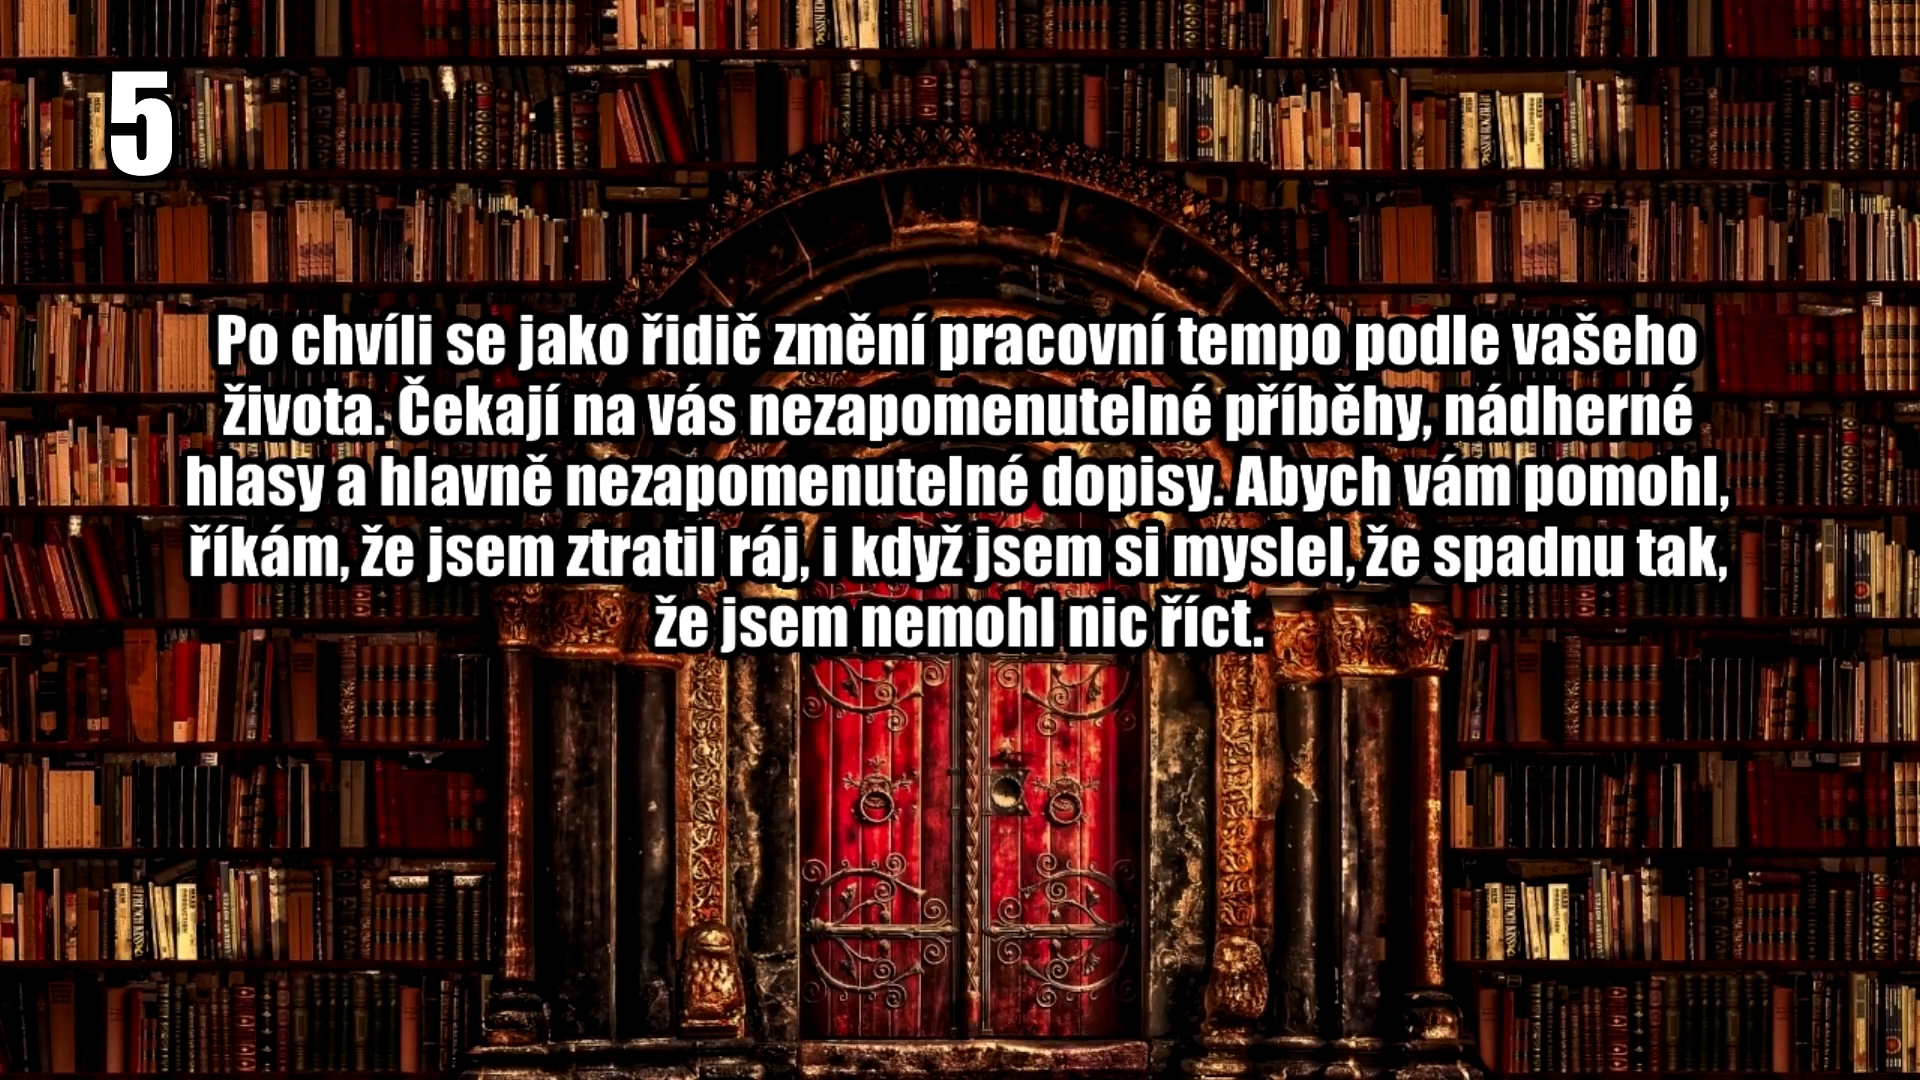 5
Po chvíli se jako řidič změní pracovní tempo podle vašeho
života. Čekají na vás nezapomenutelné příběhy, nádherné
hlasy a hlavně nezapomenutelné dopisy. Abych vám pomohl,
říkám, že jsem ztratil ráj, i když jsem si myslel, že spadnu tak,
že jsem nemohl nic říct.